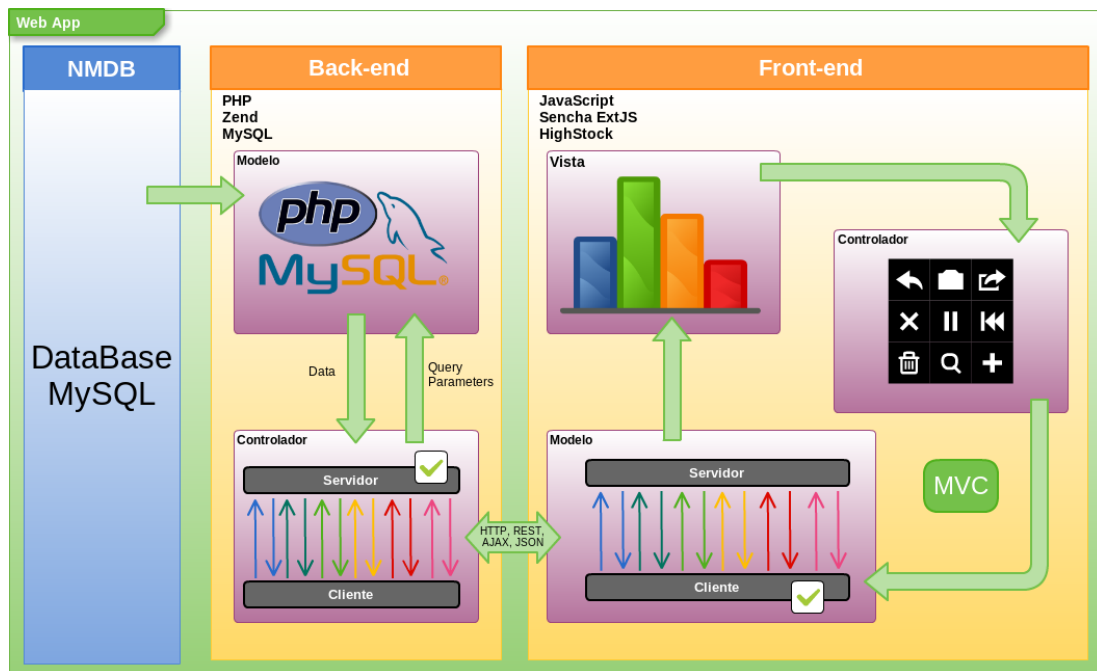 Web App
NMDB
DataBase
MySQL
Back-end
PHP
Zend
MySQL
Modelo
php
MySQL®
Data
Query
Parameters
Controlador
Servidor
Cliente
HTTP, REST,
AJAX, JSON
Front-end
JavaScript
Sencha ExtJS
HighStock
Vista
Controlador
Modelo
Servidor
Cliente
MVC